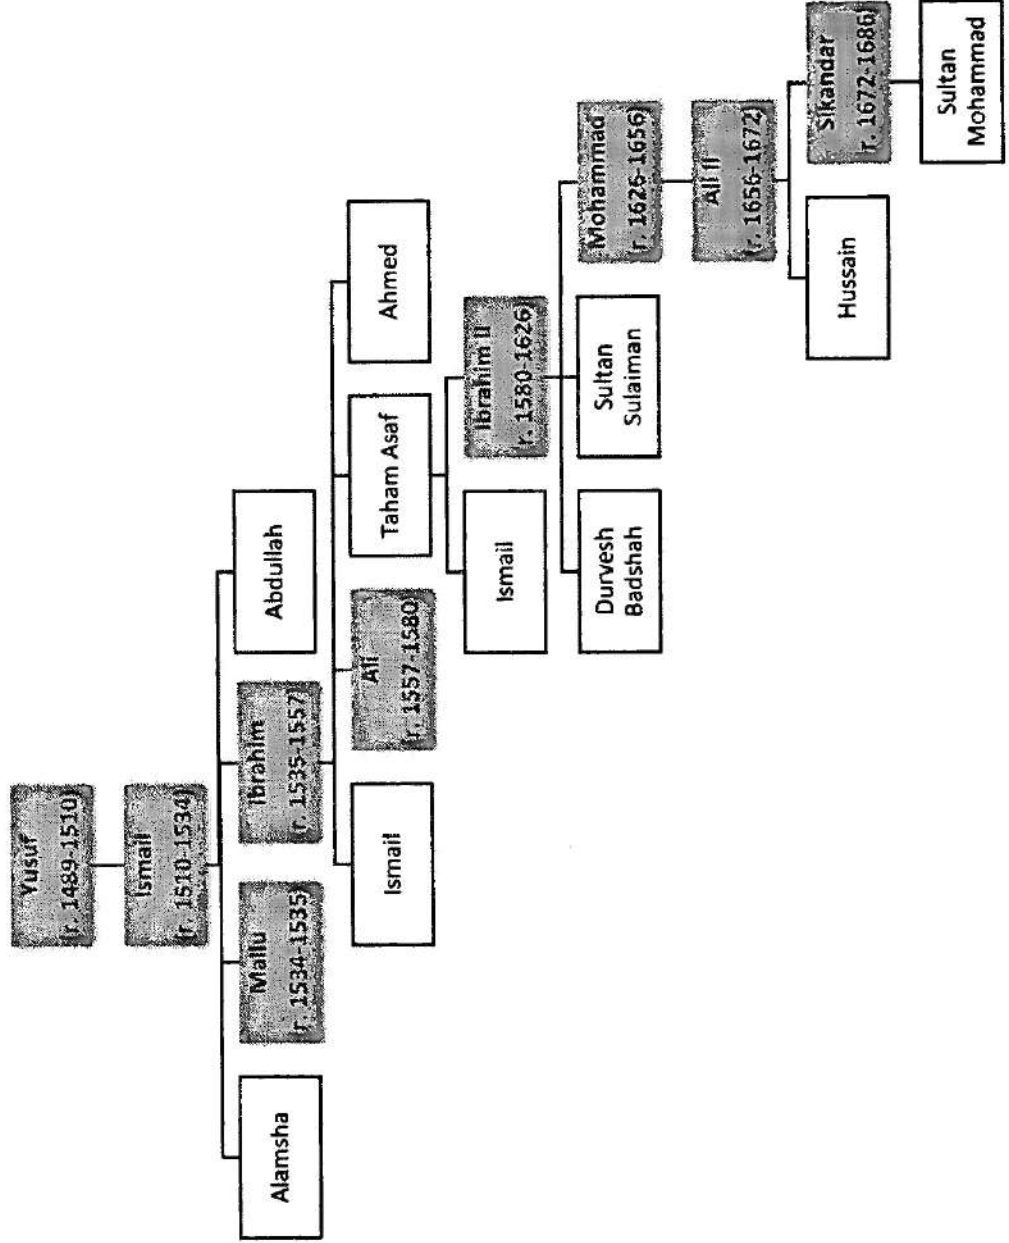 Yusuf
(r. 1489-1510)
Ismail
(r. 1510-1534)
Alamsha
Mallu
(r. 1534-1535)
Ibrahim
(r. 1535-1557)
Abdullah
Ismail
Ali
(r. 1557-1580)
Taham Asaf
Ahmed
Ismail
Ibrahim II
(r. 1580-1626)
Durvesh
Badshah
Sultan
Sulaiman
Mohammad
(r. 1626-1656)
Ali II
(r. 1656-1672)
Hussain
Sikandar
(r. 1672-1686)
Sultan
Mohammad